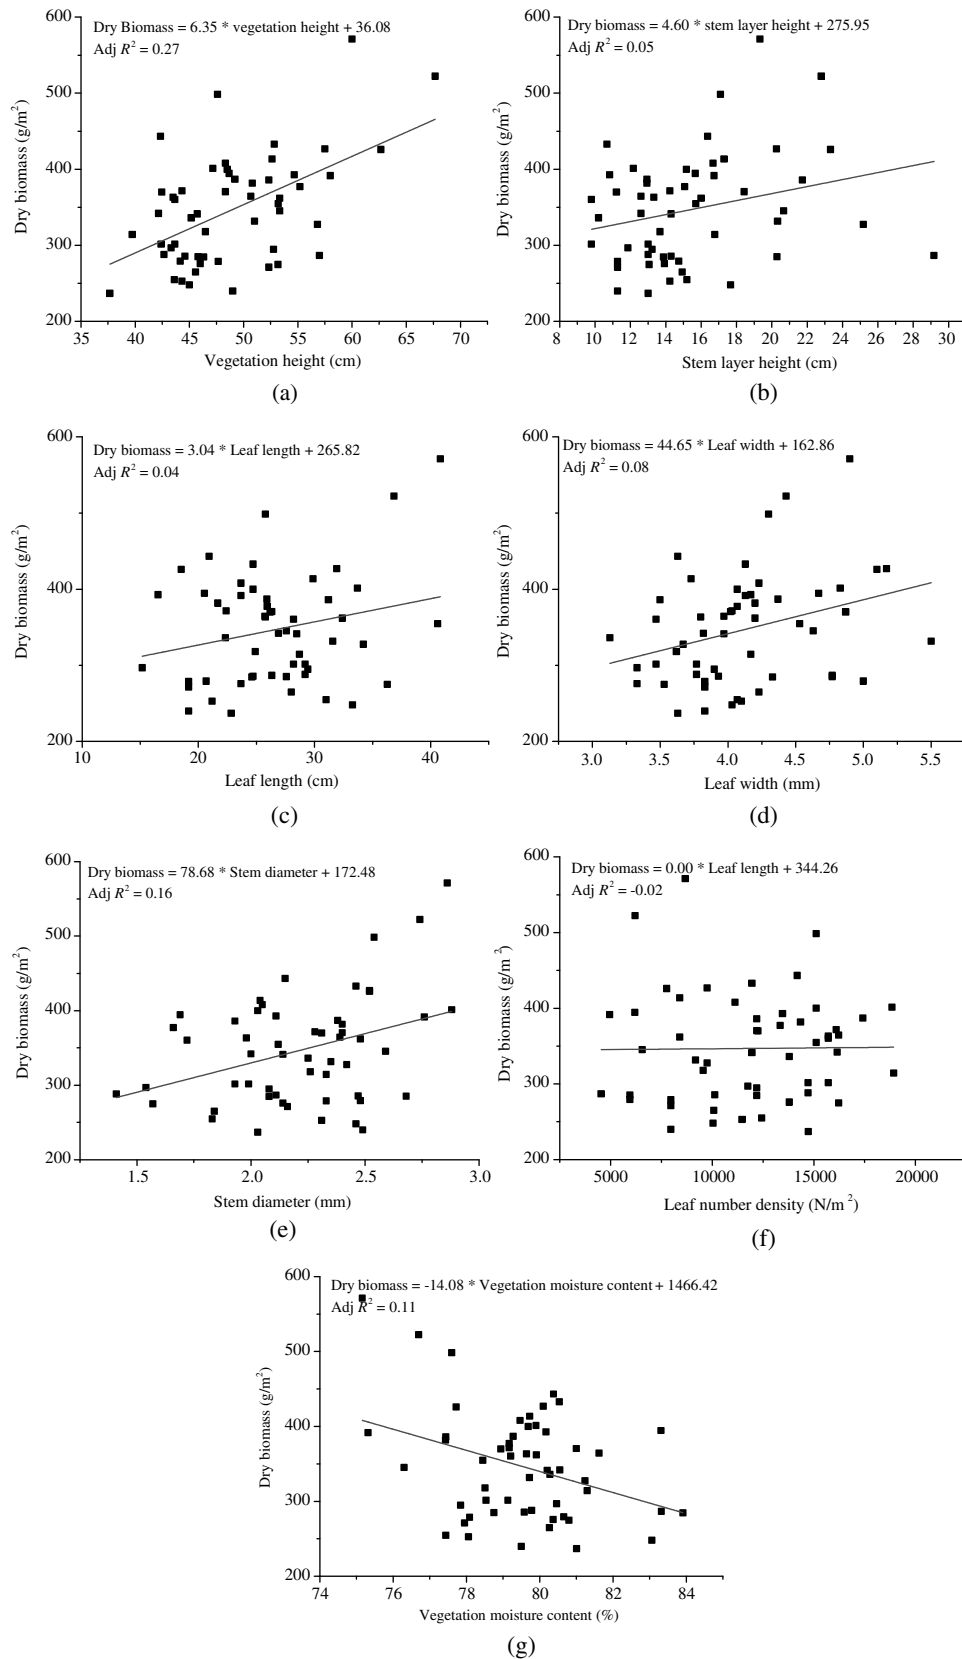 Dry Biomass = 6.35 * vegetation height + 36.08
Adj R² = 0.27
600
500
400
300
200
Dry biomass (g/m²)
35 40 45 50 55 60 65 70
Vegetation height (cm)
(a)
Dry biomass = 4.60 * stem layer height + 275.95
Adj R² = 0.05
600
500
400
300
200
Dry biomass (g/m²)
8 10 12 14 16 18 20 22 24 26 28 30
Stem layer height (cm)
(b)
Dry biomass = 3.04 * Leaf length + 265.82
Adj R² = 0.04
600
400
200
Dry biomass (g/m²)
10 20 30 40
Leaf length (cm)
(c)
Dry biomass = 44.65 * Leaf width + 162.86
Adj R² = 0.08
600
400
200
Dry biomass (g/m²)
3.0 3.5 4.0 4.5 5.0 5.5
Leaf width (mm)
(d)
Dry biomass = 78.68 * Stem diameter + 172.48
Adj R² = 0.16
600
500
400
300
200
Dry biomass (g/m²)
1.5 2.0 2.5 3.0
Stem diameter (mm)
(e)
Dry biomass = 0.00 * Leaf length + 344.26
Adj R² = -0.02
600
500
400
300
200
Dry biomass (g/m²)
5000 10000 15000 20000
Leaf number density (N/m²)
(f)
Dry biomass = -14.08 * Vegetation moisture content + 1466.42
Adj R² = 0.11
600
500
400
300
200
Dry biomass (g/m²)
74 76 78 80 82 84
Vegetation moisture content (%)
(g)